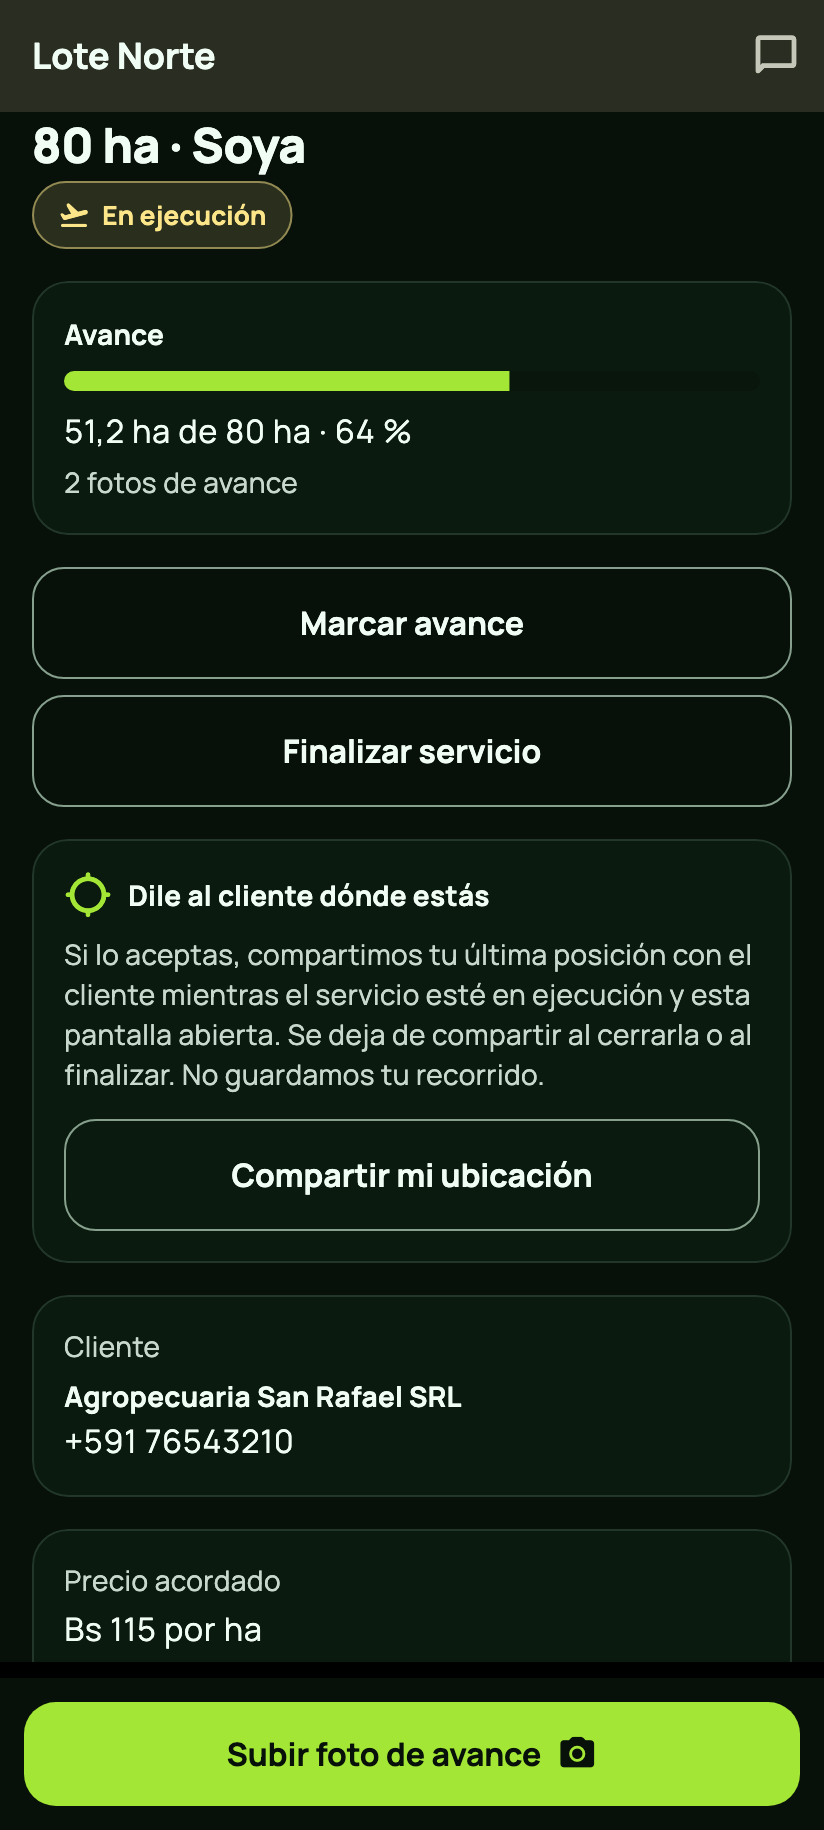 Lote Norte
80 ha · Soya
En ejecución
Avance
51,2 ha de 80 ha · 64 %
2 fotos de avance
Marcar avance
Finalizar servicio
Dile al cliente dónde estás
Si lo aceptas, compartimos tu última posición con el
cliente mientras el servicio esté en ejecución y esta
pantalla abierta. Se deja de compartir al cerrarla o al
finalizar. No guardamos tu recorrido.
Compartir mi ubicación
Cliente
Agropecuaria San Rafael SRL
+591 76543210
Precio acordado
Bs 115 por ha
Subir foto de avance